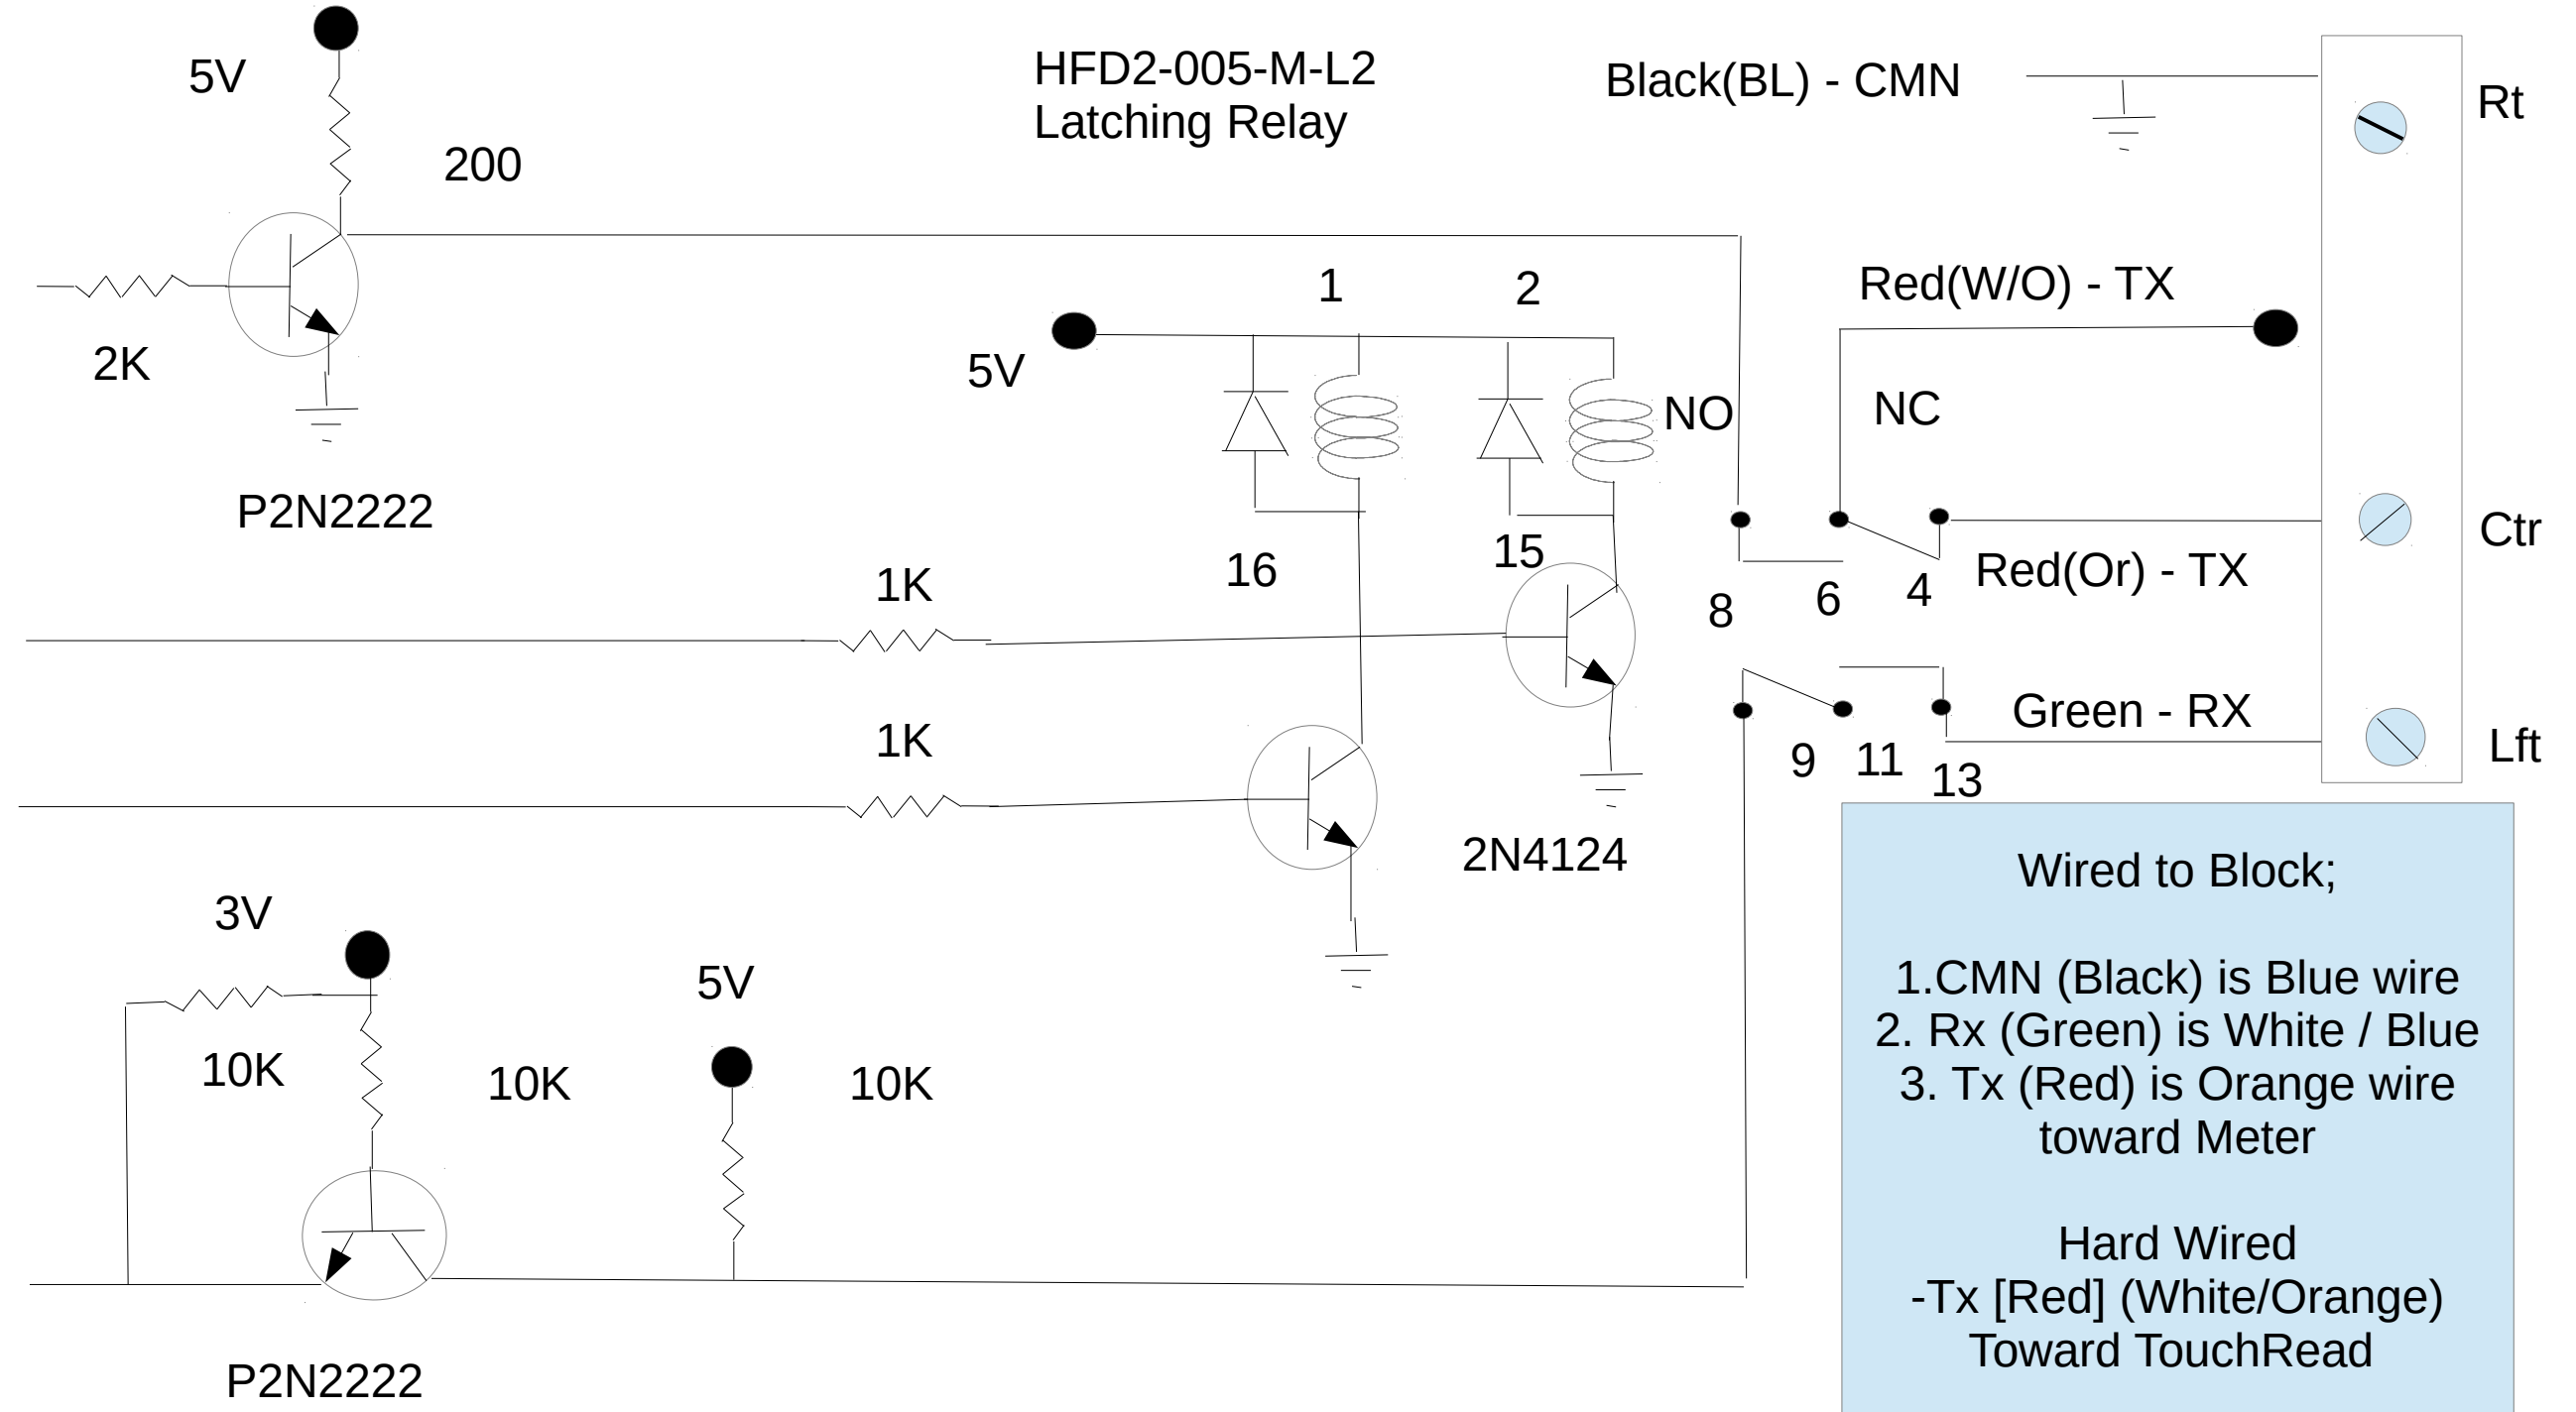 5V
200
2K
P2N2222
HFD2-005-M-L2
Latching Relay
Black(BL) - CMN
Rt
1
2
5V
NO
Red(W/O) - TX
NC
16
15
8
6
4
Red(Or) - TX
Ctr
1K
1K
9
11
13
Green - RX
Lft
2N4124
3V
10K
10K
5V
10K
P2N2222
Wired to Block;
1.CMN (Black) is Blue wire
2. Rx (Green) is White / Blue
3. Tx (Red) is Orange wire
toward Meter
Hard Wired
-Tx [Red] (White/Orange)
Toward TouchRead